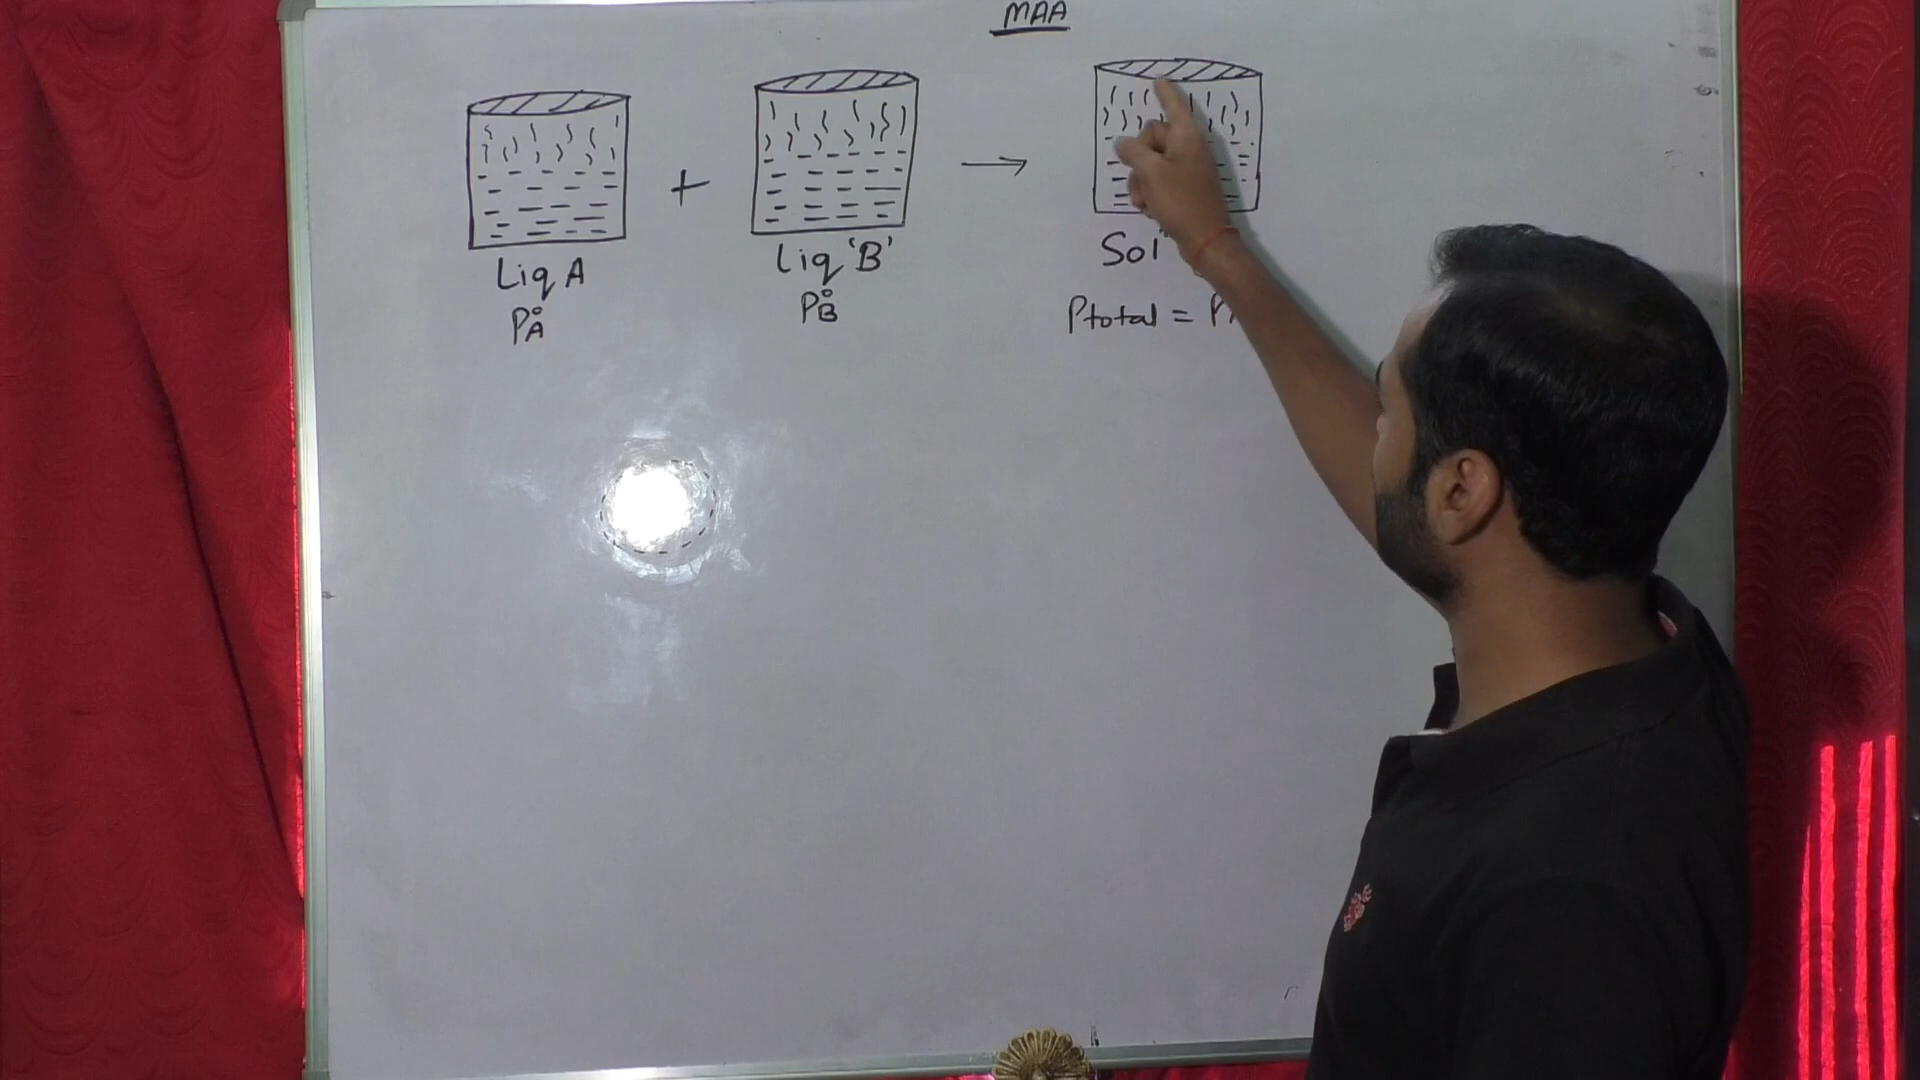 MAA
+ →
Liq A Liq 'B' Sol
P°A P°B Ptotal = P